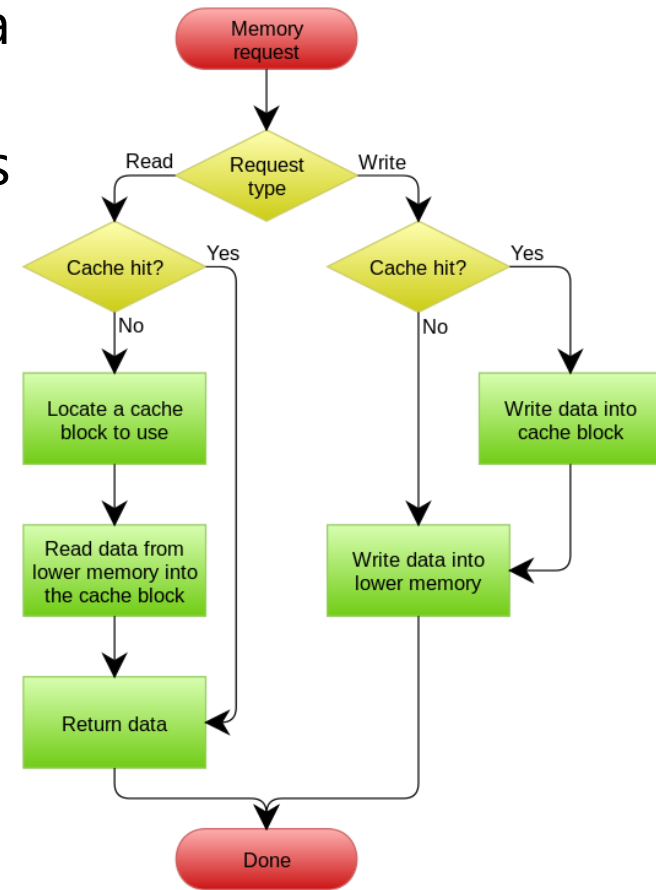 a
s
Memory
request
Request
type
Read
Write
Cache hit?
Yes
No
Locate a cache
block to use
Read data from
lower memory into
the cache block
Return data
Cache hit?
Yes
No
Write data into
cache block
Write data into
lower memory
Done